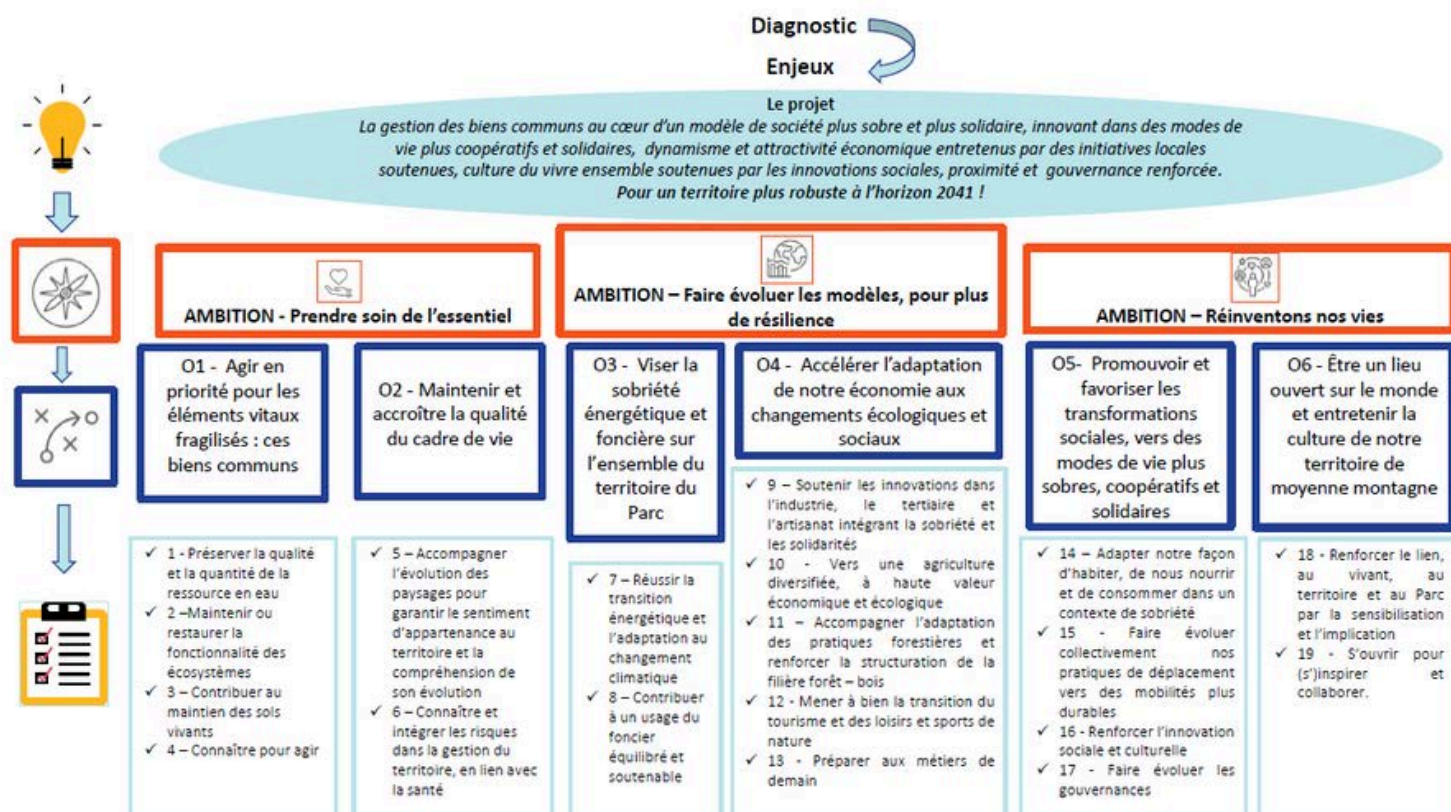 Diagnostic
Enjeux
Le projet
La gestion des biens communs au cœur d'un modèle de société plus sobre et plus solidaire, innovant dans des modes de
vie plus coopératifs et solidaires, dynamisme et attractivité économique entretenus par des initiatives locales
soutenues, culture du vivre ensemble soutenues par les innovations sociales, proximité et gouvernance renforcée.
Pour un territoire plus robuste à l'horizon 2041 !
AMBITION - Prendre soin de l'essentiel
O1 - Agir en
priorité pour les
éléments vitaux
fragilisés : ces
biens communs
✓ 1 - Préserver la qualité
et la quantité de la
ressource en eau
✓ 2 –Maintenir ou
restaurer la
fonctionnalité des
écosystèmes
✓ 3 – Contribuer au
maintien des sols
vivants
✓ 4 – Connaître pour agir
O2 - Maintenir et
accroître la qualité
du cadre de vie
✓ 5 – Accompagner
l'évolution des
paysages pour
garantir le sentiment
d'appartenance au
territoire et la
compréhension de
son évolution
✓ 6 – Connaître et
intégrer les risques
dans la gestion du
territoire, en lien avec
la santé
AMBITION – Faire évoluer les modèles, pour plus
de résilience
O3 - Viser la
sobriété
énergétique et
foncière sur
l'ensemble du
territoire du
Parc
✓ 7 – Réussir la
transition
énergétique et
l'adaptation au
changement
climatique
✓ 8 – Contribuer
à un usage du
foncier
équilibré et
soutenable
O4 - Accélérer l'adaptation
de notre économie aux
changements écologiques et
sociaux
✓ 9 – Soutenir les innovations dans
l'industrie, le tertiaire et
l'artisanat intégrant la sobriété et
les solidarités
✓ 10 - Vers une agriculture
diversifiée, à haute valeur
économique et écologique
✓ 11 – Accompagner l'adaptation
des pratiques forestières et
renforcer la structuration de la
filière forêt – bois
✓ 12 - Mener à bien la transition du
tourisme et des loisirs et sports de
nature
✓ 13 - Préparer aux métiers de
demain
AMBITION – Réinventons nos vies
O5- Promouvoir et
favoriser les
transformations
sociales, vers des
modes de vie plus
sobres, coopératifs et
solidaires
✓ 14 – Adapter notre façon
d'habiter, de nous nourrir
et de consommer dans un
contexte de sobriété
✓ 15 - Faire évoluer
collectivement nos
pratiques de déplacement
vers des mobilités plus
durables
✓ 16 - Renforcer l'innovation
sociale et culturelle
✓ 17 - Faire évoluer les
gouvernances
O6 - Être un lieu
ouvert sur le monde
et entretenir la
culture de notre
territoire de
moyenne montagne
✓ 18 - Renforcer le lien,
au vivant, au
territoire et au Parc
par la sensibilisation
et l'implication
✓ 19 - S'ouvrir pour
(s')inspirer et
collaborer.